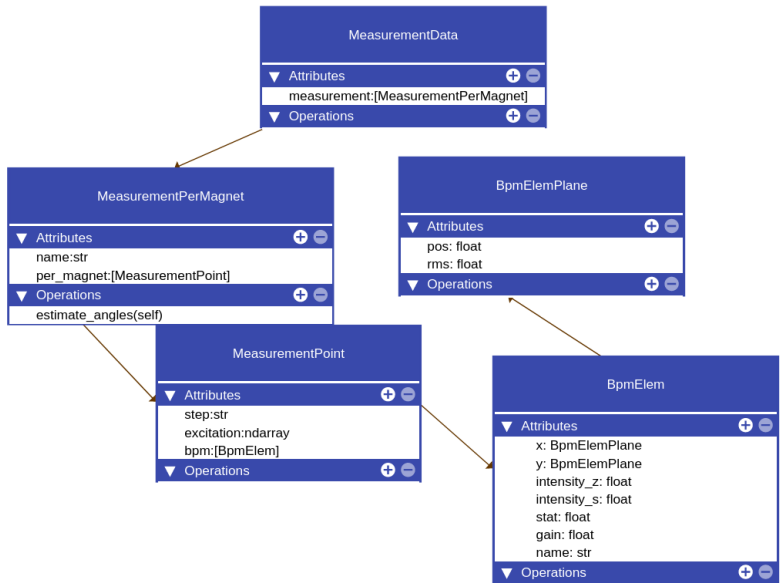 MeasurementData
Attributes
measurement:[MeasurementPerMagnet]
Operations
MeasurementPerMagnet
Attributes
name:str
per_magnet:[MeasurementPoint]
Operations
estimate_angles(self)
BpmElemPlane
Attributes
pos: float
rms: float
Operations
MeasurementPoint
Attributes
step:str
excitation:ndarray
bpm:[BpmElem]
Operations
BpmElem
Attributes
x: BpmElemPlane
y: BpmElemPlane
intensity_z: float
intensity_s: float
stat: float
gain: float
name: str
Operations